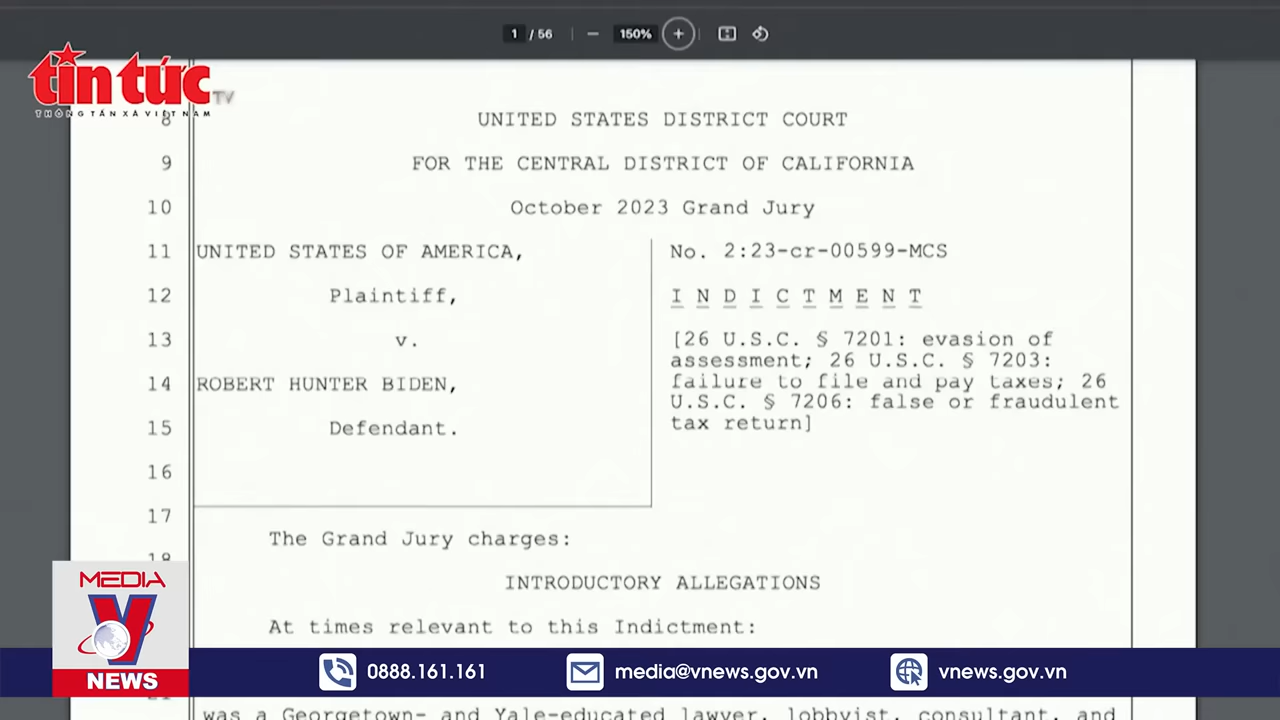 1 / 56
150%
tin tức TV
THÔNG TẤN XÃ VIỆT NAM
8 UNITED STATES DISTRICT COURT
9 FOR THE CENTRAL DISTRICT OF CALIFORNIA
10 October 2023 Grand Jury
11 UNITED STATES OF AMERICA,
12 Plaintiff,
13 v.
14 ROBERT HUNTER BIDEN,
15 Defendant.
16
No. 2:23-cr-00599-MCS
I N D I C T M E N T
[26 U.S.C. § 7201: evasion of
assessment; 26 U.S.C. § 7203:
failure to file and pay taxes; 26
U.S.C. § 7206: false or fraudulent
tax return]
17
The Grand Jury charges:
18
INTRODUCTORY ALLEGATIONS
At times relevant to this Indictment:
MEDIA
V
NEWS
0888.161.161
media@vnews.gov.vn
vnews.gov.vn
was a Georgetown- and Yale-educated lawyer, lobbyist, consultant, and